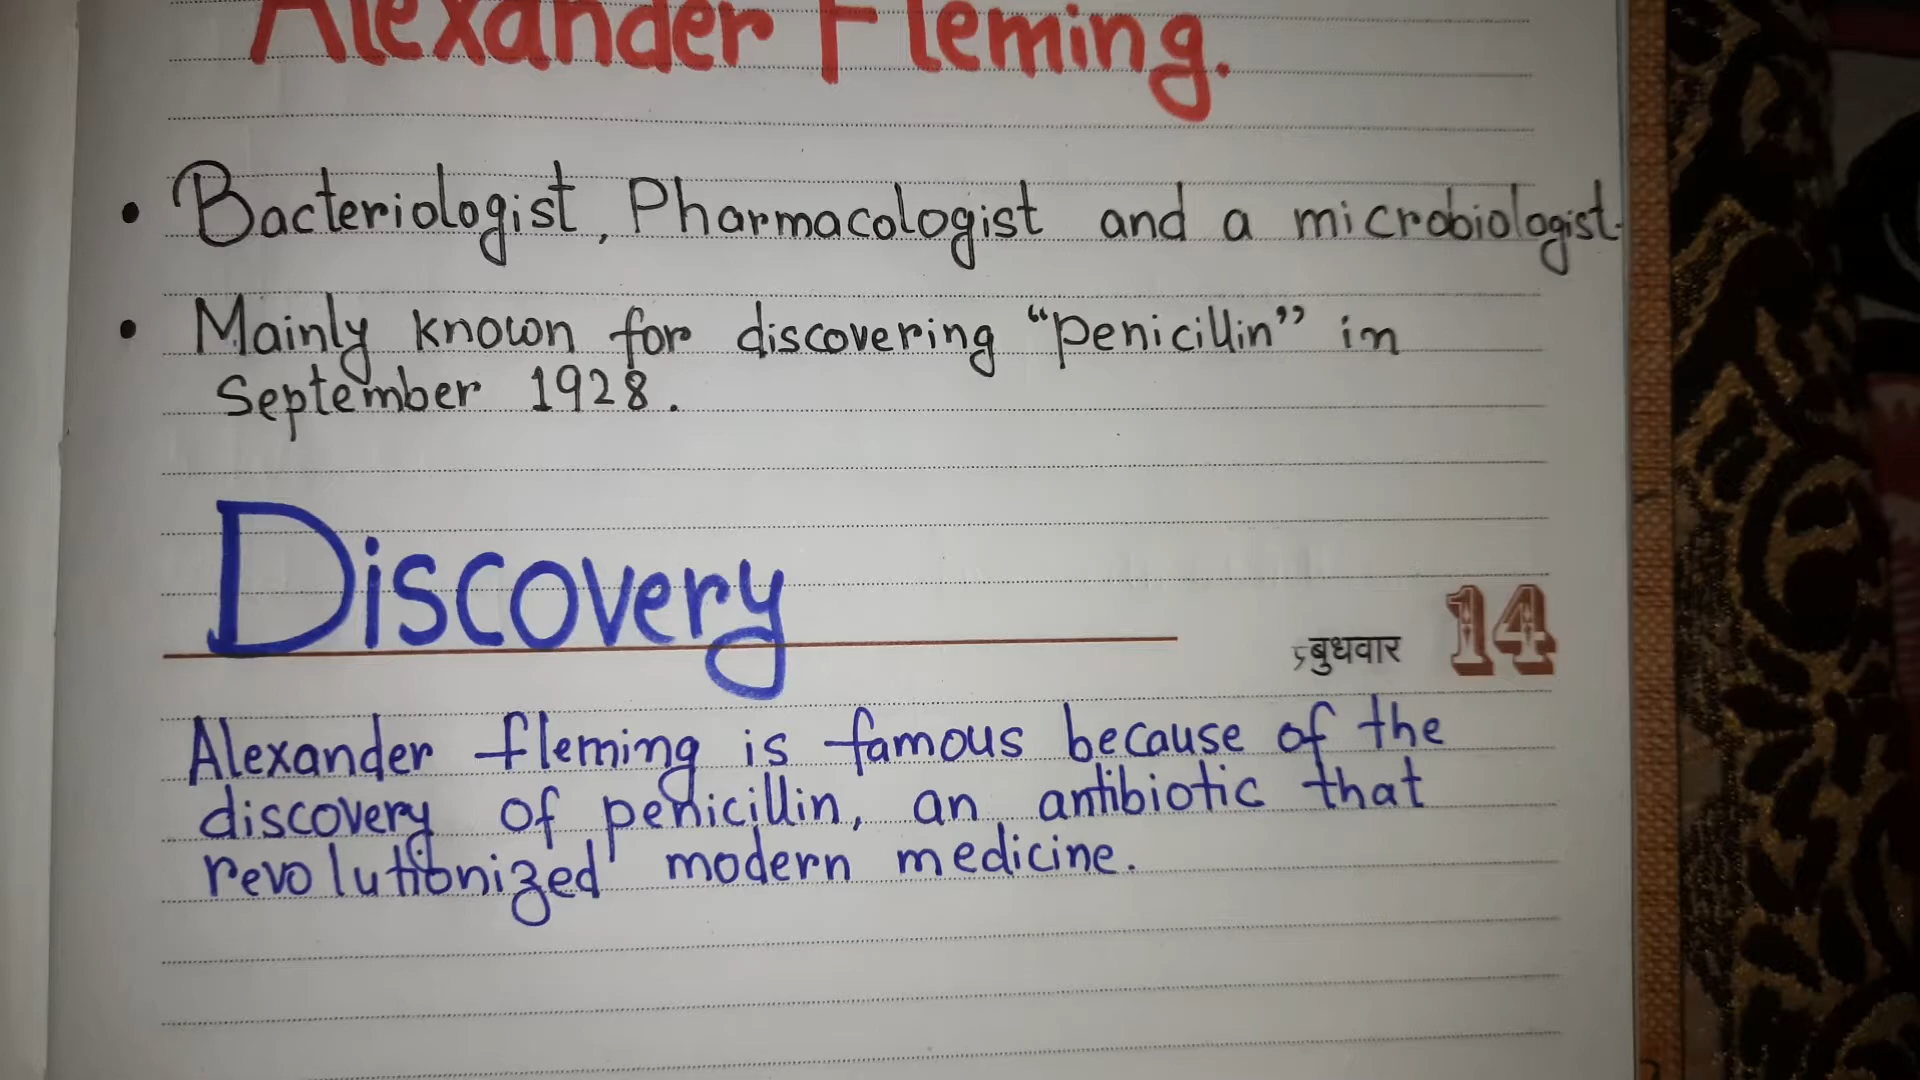 Alexander Fleming.
• Bacteriologist, Pharmacologist and a microbiologist.
• Mainly known for discovering “penicillin” in
September 1928.
Discovery
बुधवार 14
Alexander fleming is famous because of the
discovery of penicillin, an antibiotic that
revolutionized modern medicine.